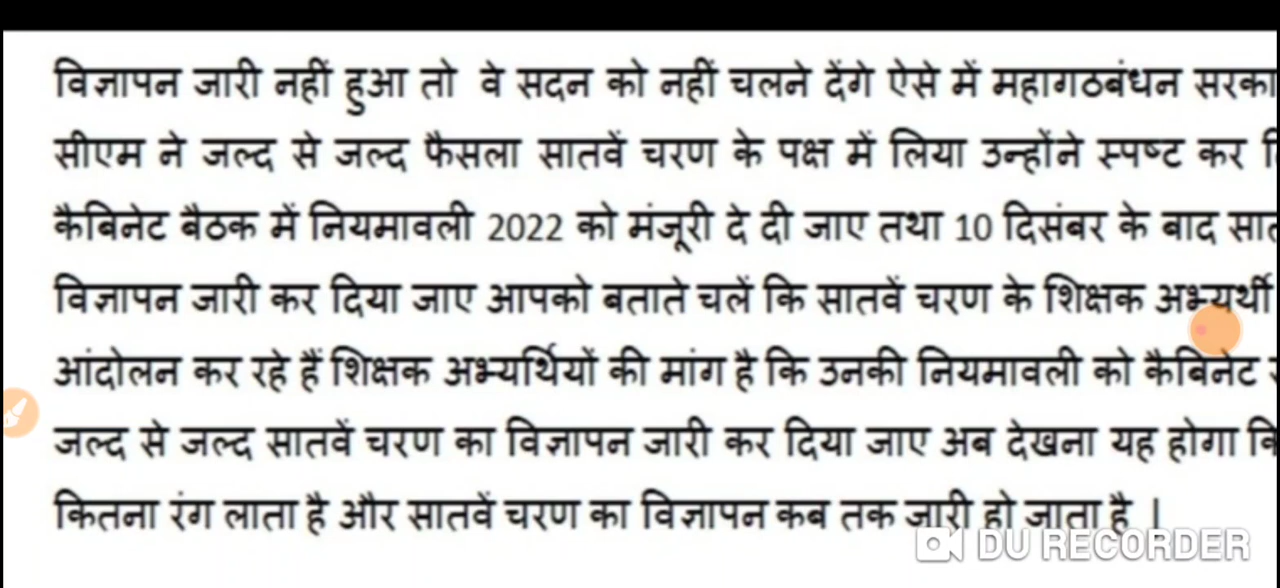 विज्ञापन जारी नहीं हुआ तो वे सदन को नहीं चलने देंगे ऐसे में महागठबंधन
सीएम ने जल्द से जल्द फैसला सातवें चरण के पक्ष में लिया उन्होंने स्पष्ट कर
कैबिनेट बैठक में नियमावली 2022 को मंजूरी दे दी जाए तथा 10 दिसंबर के बाद
विज्ञापन जारी कर दिया जाए आपको बताते चलें कि सातवें चरण के शिक्षक अभ्यर्थी
आंदोलन कर रहे हैं शिक्षक अभ्यर्थियों की मांग है कि उनकी नियमावली को कैबिनेट
जल्द से जल्द सातवें चरण का विज्ञापन जारी कर दिया जाए अब देखना यह होगा
कितना रंग लाता है और सातवें चरण का विज्ञापन कब तक जारी हो जाता है |
DU RECORDER